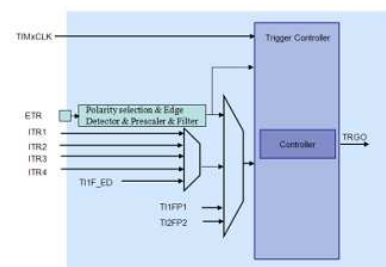 TIMxCLK
Trigger Controller
Polarity selection & Edge
Detector & Prescaler & Filter
ETR
ITR1
ITR2
ITR3
ITR4
TI1F_ED
Controller
TRGO
TI1FP1
TI2FP2